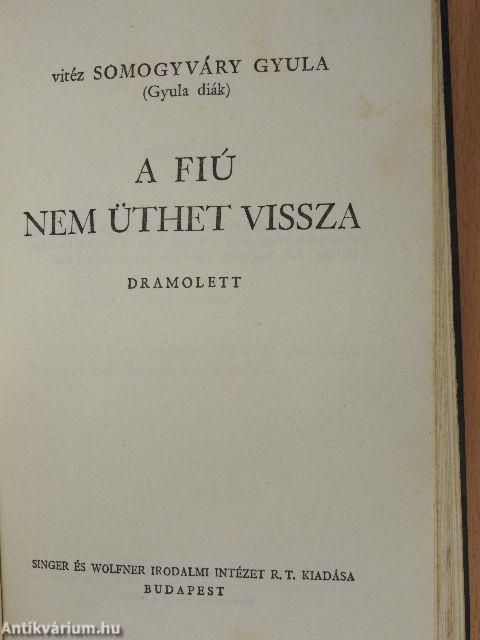 vitéz SOMOGYVÁRY GYULA
(Gyula diák)
A FIÚ
NEM ÜTHET VISSZA
DRAMOLETT
SINGER ÉS WOLFNER IRODALMI INTÉZET R. T. KIADÁSA
BUDAPEST
Antikvárium.hu